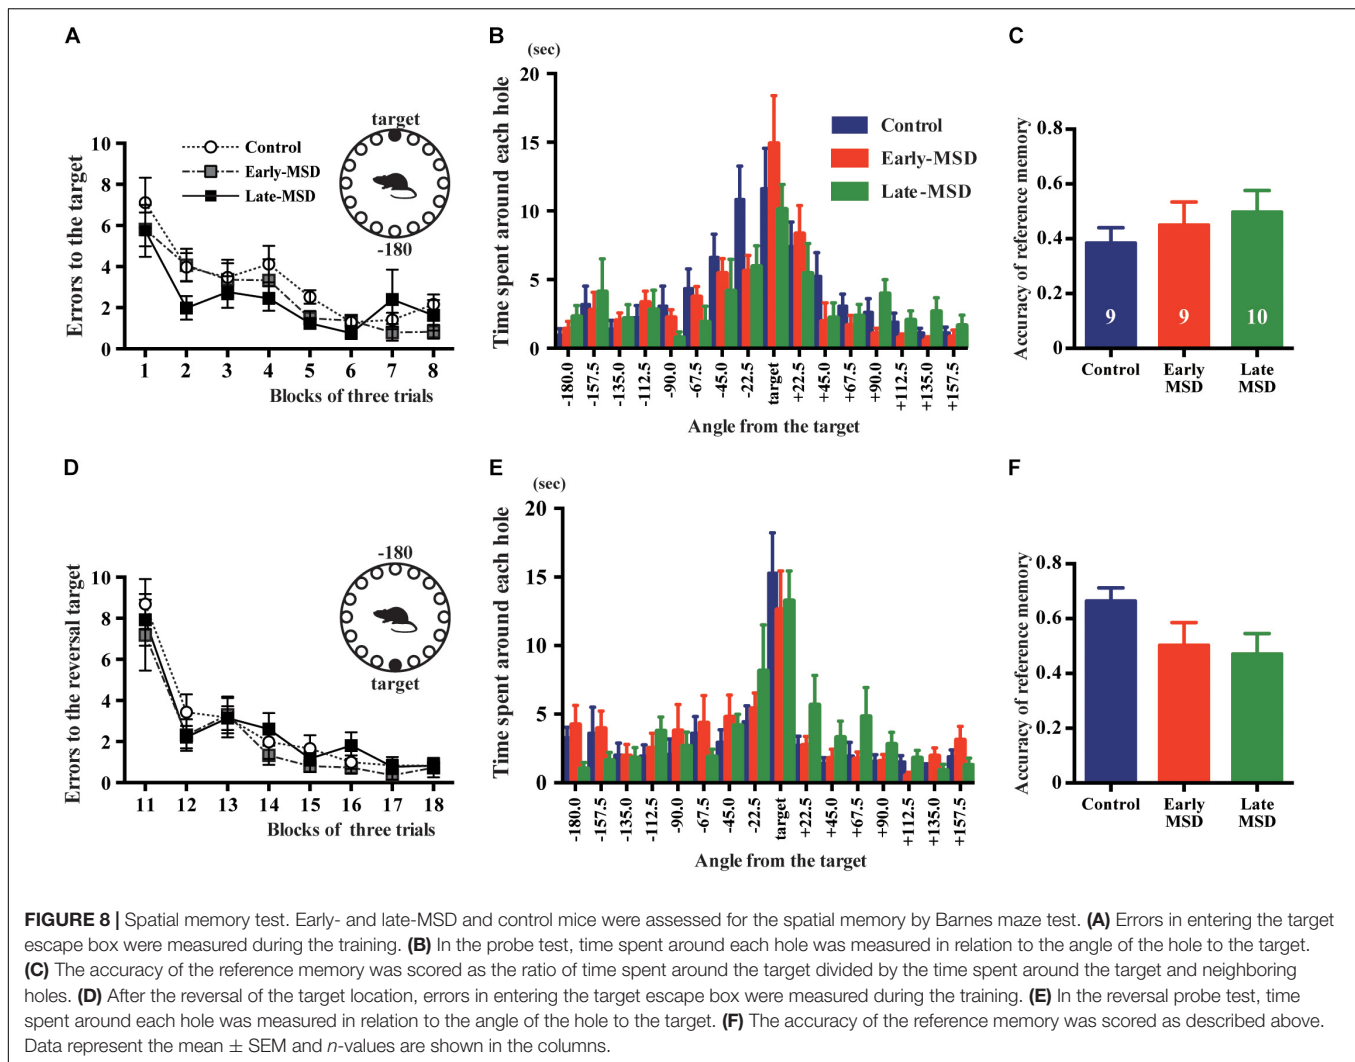 A
Errors to the target
10
8
6
4
2
0
Control
Early-MSD
Late-MSD
target
-180
1 2 3 4 5 6 7 8
Blocks of three trials
B
(sec)
Time spent around each hole
20
15
10
5
0
Control
Early-MSD
Late-MSD
-180.0 -157.5 -135.0 -112.5 -90.0 -67.5 -45.0 -22.5 target +22.5 +45.0 +67.5 +90.0 +112.5 +135.0 +157.5
Angle from the target
C
Accuracy of reference memory
0.8
0.6
0.4
0.2
0
9 9 10
Control Early MSD Late MSD
D
Errors to the reversal target
10
8
6
4
2
0
-180
target
11 12 13 14 15 16 17 18
Blocks of three trials
E
(sec)
Time spent around each hole
20
15
10
5
0
-180.0 -157.5 -135.0 -112.5 -90.0 -67.5 -45.0 -22.5 target +22.5 +45.0 +67.5 +90.0 +112.5 +135.0 +157.5
Angle from the target
F
Accuracy of reference memory
0.8
0.6
0.4
0.2
0
Control Early MSD Late MSD
FIGURE 8 | Spatial memory test. Early- and late-MSD and control mice were assessed for the spatial memory by Barnes maze test. (A) Errors in entering the target
escape box were measured during the training. (B) In the probe test, time spent around each hole was measured in relation to the angle of the hole to the target.
(C) The accuracy of the reference memory was scored as the ratio of time spent around the target divided by the time spent around the target and neighboring
holes. (D) After the reversal of the target location, errors in entering the target escape box were measured during the training. (E) In the reversal probe test, time
spent around each hole was measured in relation to the angle of the hole to the target. (F) The accuracy of the reference memory was scored as described above.
Data represent the mean ± SEM and n-values are shown in the columns.